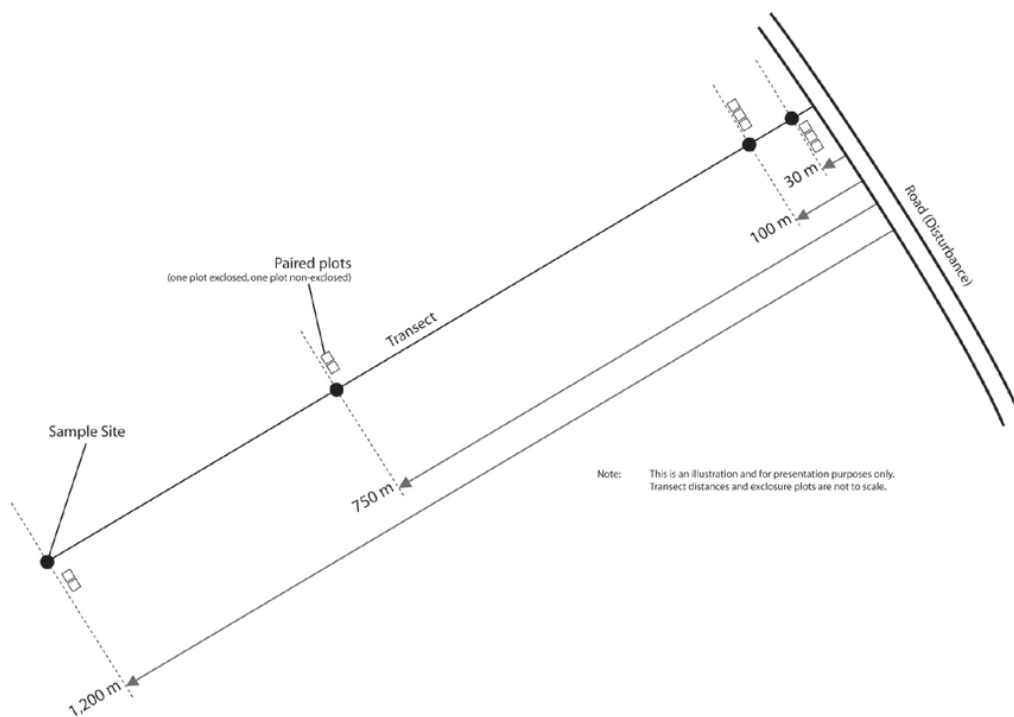 30 m
100 m
Road (Disturbance)
Paired plots
(one plot exclosed, one plot non-exclosed)
Transect
Sample Site
750 m
Note: This is an illustration and for presentation purposes only.
Transect distances and exclosure plots are not to scale.
1,200 m